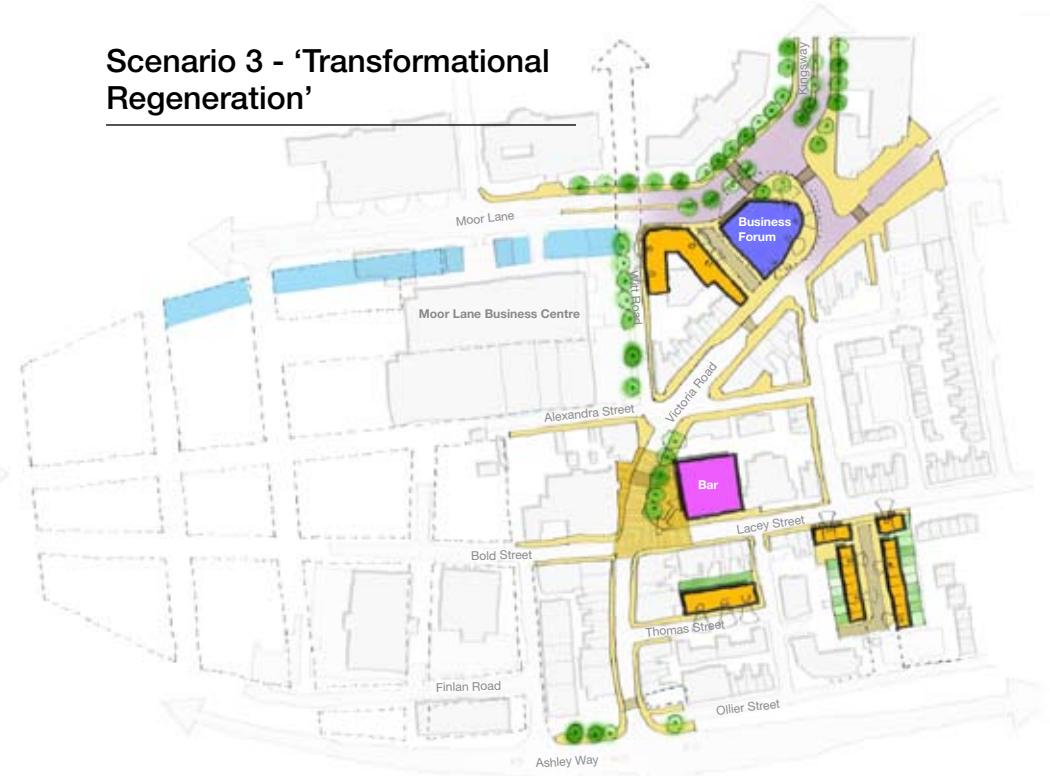 Scenario 3 - ‘Transformational
Regeneration’
Kingsway
Moor Lane
Business
Forum
Witt Road
Moor Lane Business Centre
Victoria Road
Alexandra Street
Bar
Lacey Street
Bold Street
Thomas Street
Finlan Road
Ollier Street
Ashley Way